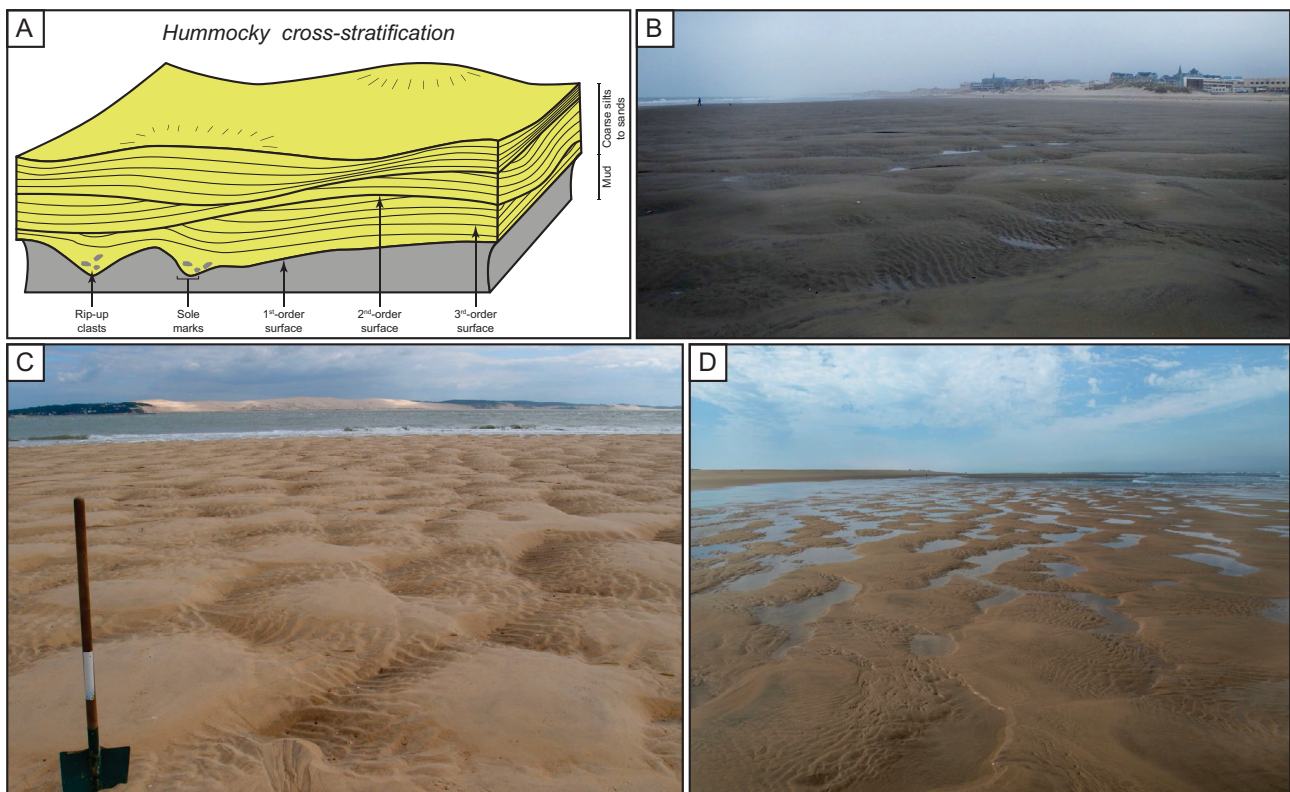 A
Hummocky cross-stratification
Coarse silts
to sands
Mud
Rip-up
clasts
Sole
marks
1st-order
surface
2nd-order
surface
3rd-order
surface
B
C
D